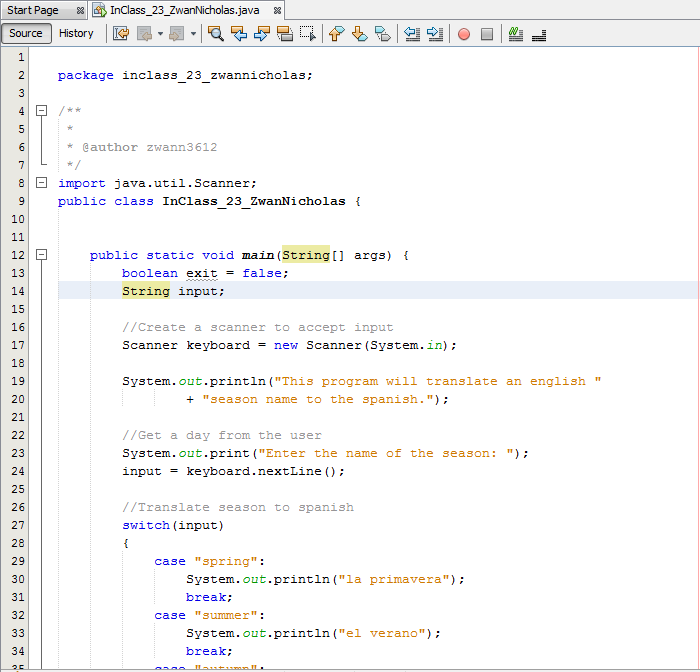 Start Page InClass_23_ZwanNicholas.java
Source History
1
2 package inclass_23_zwannicholas;
3
4 /**
5 *
6 * @author zwann3612
7 */
8 import java.util.Scanner;
9 public class InClass_23_ZwanNicholas {
10
11
12 public static void main(String[] args) {
13 boolean exit = false;
14 String input;
15
16 //Create a scanner to accept input
17 Scanner keyboard = new Scanner(System.in);
18
19 System.out.println("This program will translate an english "
20 + "season name to the spanish.");
21
22 //Get a day from the user
23 System.out.print("Enter the name of the season: ");
24 input = keyboard.nextLine();
25
26 //Translate season to spanish
27 switch(input)
28 {
29 case "spring":
30 System.out.println("la primavera");
31 break;
32 case "summer":
33 System.out.println("el verano");
34 break;
35 case "autumn":